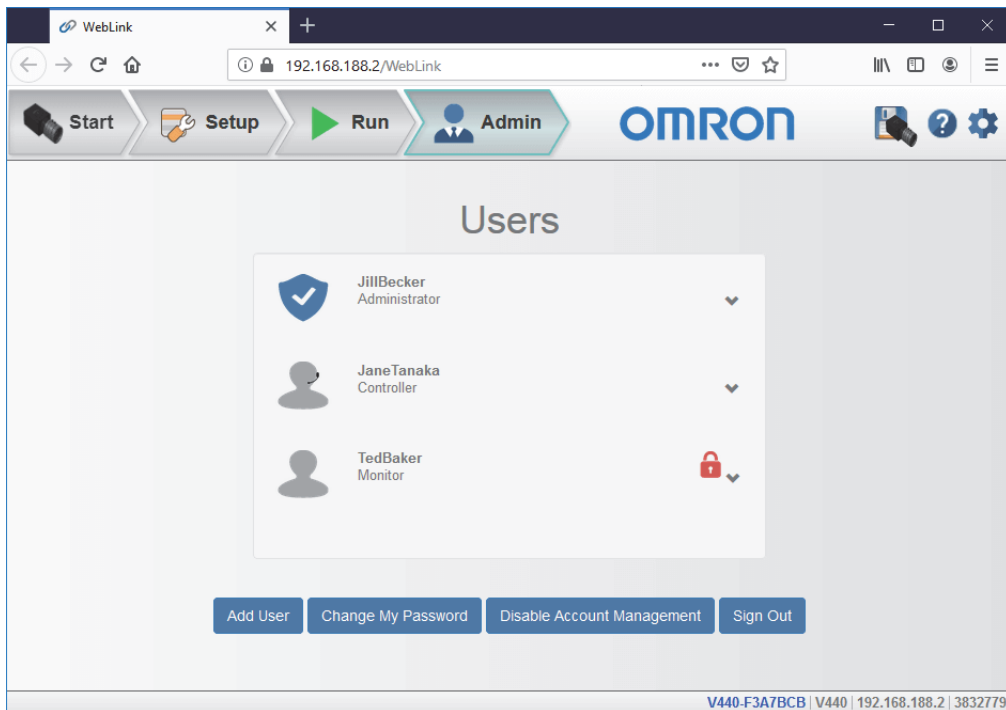 WebLink
192.168.188.2/WebLink
Start Setup Run Admin OMRON
Users
JillBecker
Administrator
JaneTanaka
Controller
TedBaker
Monitor
Add User Change My Password Disable Account Management Sign Out
V440-F3A7BCB | V440 | 192.168.188.2 | 3832779